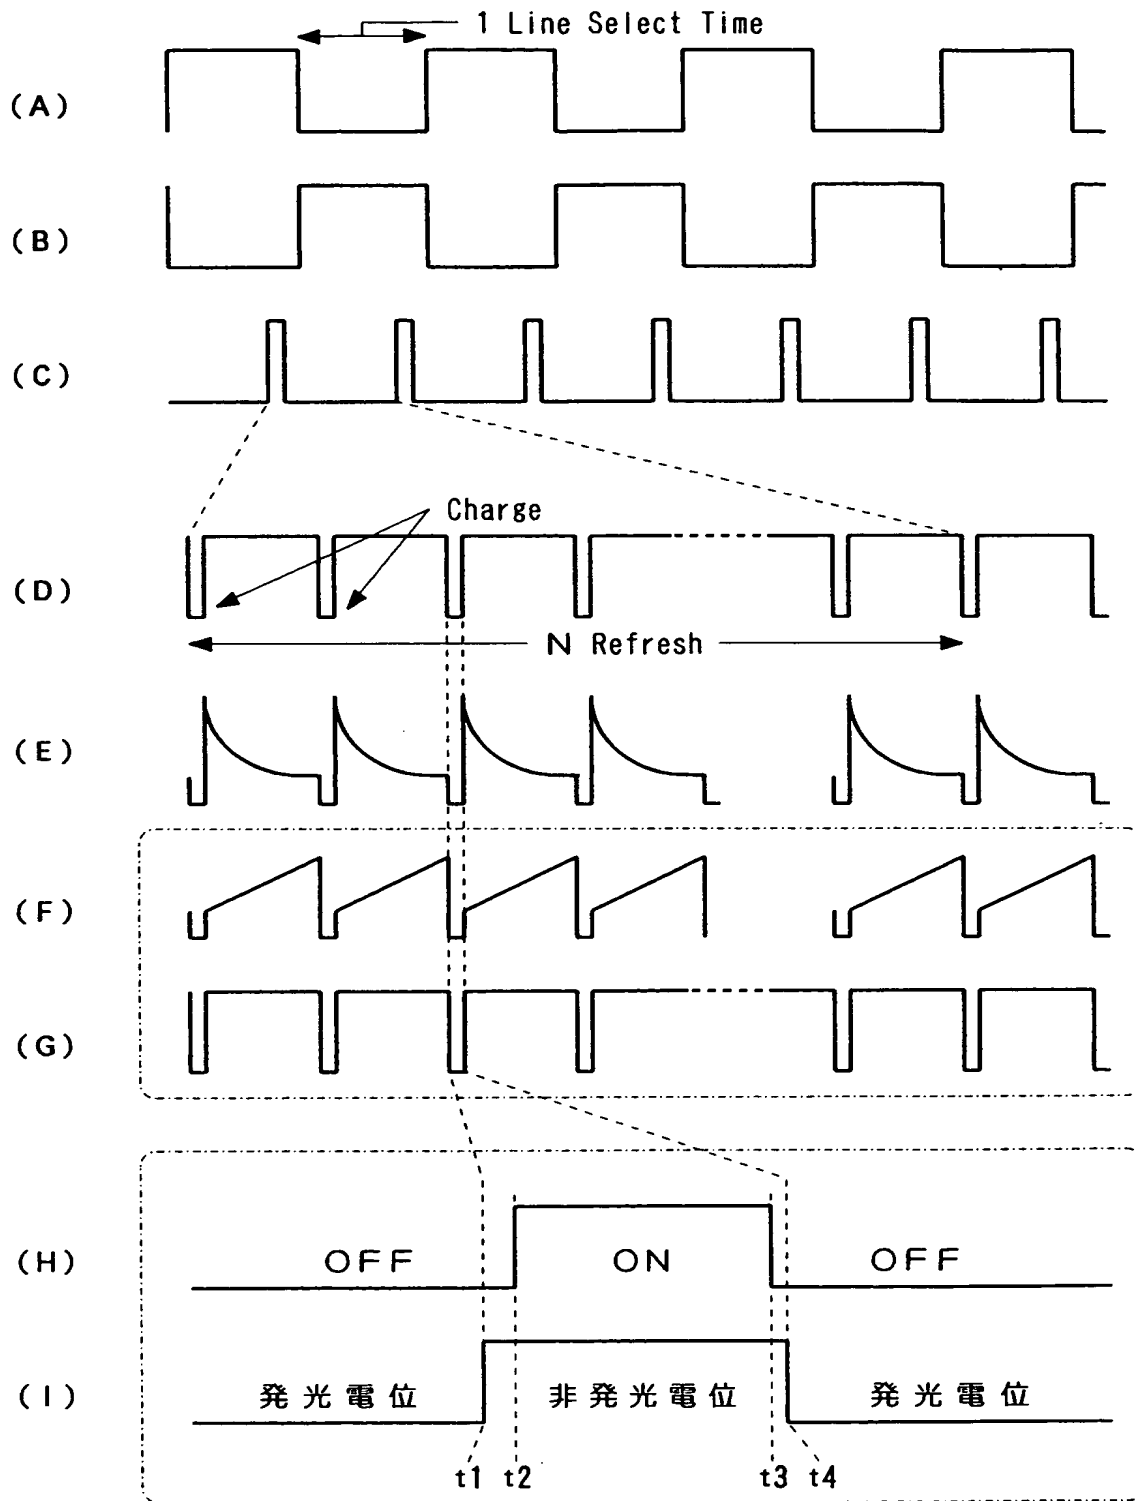 1 Line Select Time
(A)
(B)
(C)
Charge
(D)
N Refresh
(E)
(F)
(G)
(H) OFF ON OFF
(I) 発光電位 非発光電位 発光電位
t1 t2 t3 t4